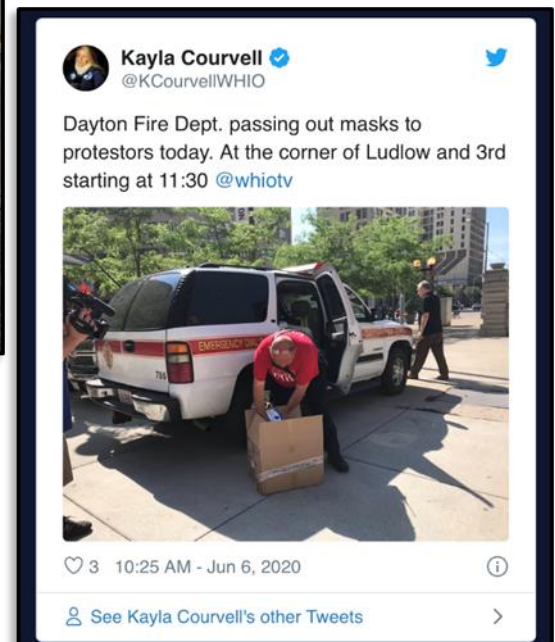 Kayla Courvell
@KCourvellWHIO
Dayton Fire Dept. passing out masks to
protestors today. At the corner of Ludlow and 3rd
starting at 11:30 @whiotv
EMERGENCY
788
3 10:25 AM - Jun 6, 2020
See Kayla Courvell's other Tweets